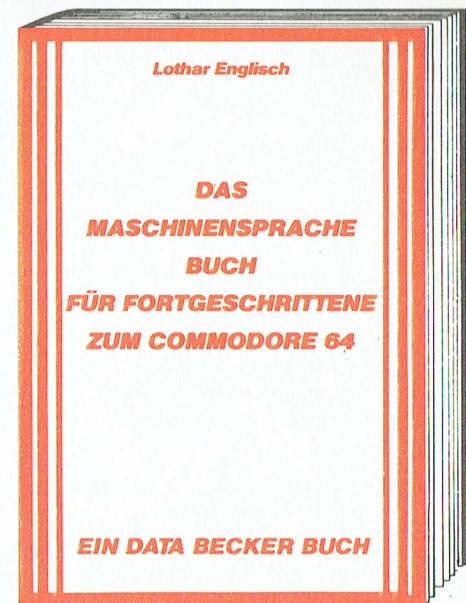 Lothar Englisch
DAS
MASCHINENSPRACHE
BUCH
FÜR FORTGESCHRITTENE
ZUM COMMODORE 64
EIN DATA BECKER BUCH